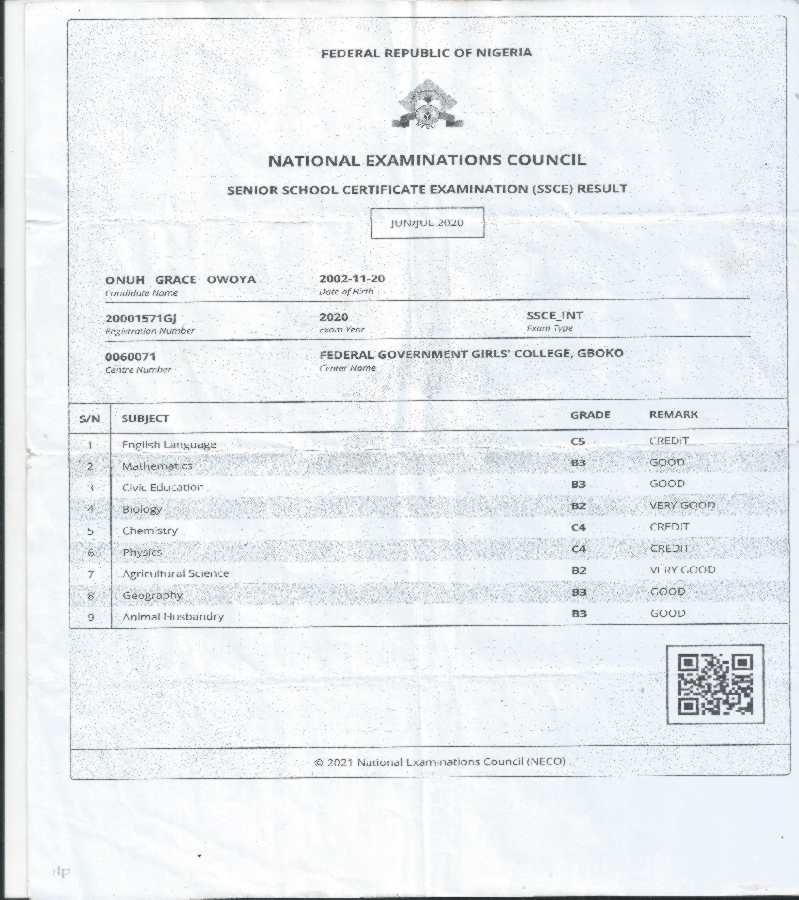 FEDERAL REPUBLIC OF NIGERIA
NATIONAL EXAMINATIONS COUNCIL
SENIOR SCHOOL CERTIFICATE EXAMINATION (SSCE) RESULT
JUN/JUL 2020
ONUH GRACE OWOYA 2002-11-20
Candidate Name Date of Birth
20001571GJ 2020 SSCE_INT
Registration Number Exam Year Exam Type
0060071 FEDERAL GOVERNMENT GIRLS' COLLEGE, GBOKO
Centre Number Center Name
S/N SUBJECT GRADE REMARK
1 English Language C5 CREDIT
2 Mathematics B3 GOOD
3 Civic Education B3 GOOD
4 Biology B2 VERY GOOD
5 Chemistry C4 CREDIT
6 Physics C4 CREDIT
7 Agricultural Science B2 VERY GOOD
8 Geography B3 GOOD
9 Animal Husbandry B3 GOOD
© 2021 National Examinations Council (NECO)